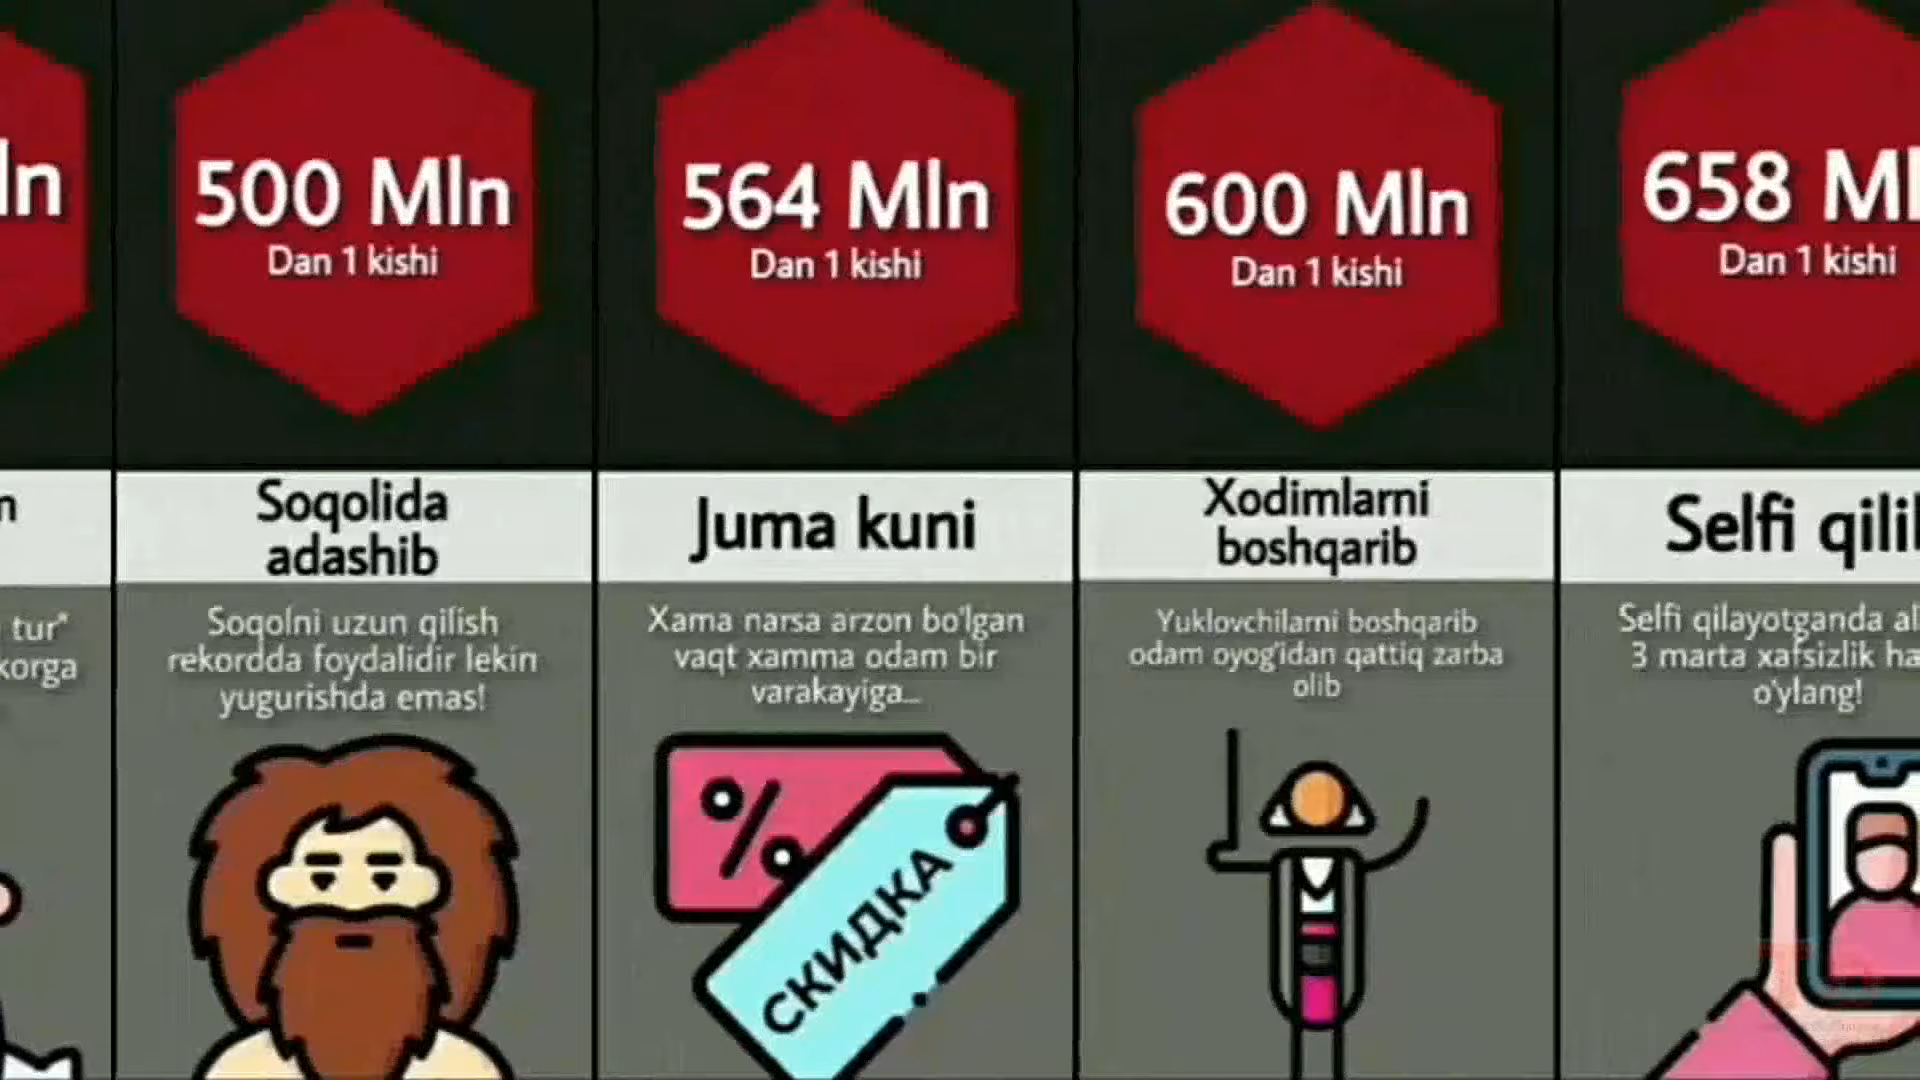 ln
500 Mln
Dan 1 kishi
564 Mln
Dan 1 kishi
600 Mln
Dan 1 kishi
658 Ml
Dan 1 kishi
Soqolida
adashib
Juma kuni
Xodimlarni
boshqarib
Selfi qili
tur"
korga
Soqolni uzun qilish
rekordda foydalidir lekin
yugurishda emas!
Xama narsa arzon bo'lgan
vaqt xamma odam bir
varakayiga...
Yuklovchilarni boshqarib
odam oyog'idan qattiq zarba
olib
Selfi qilayotganda al
3 marta xafsizlik ha
o'ylang!
%
СКИДКА